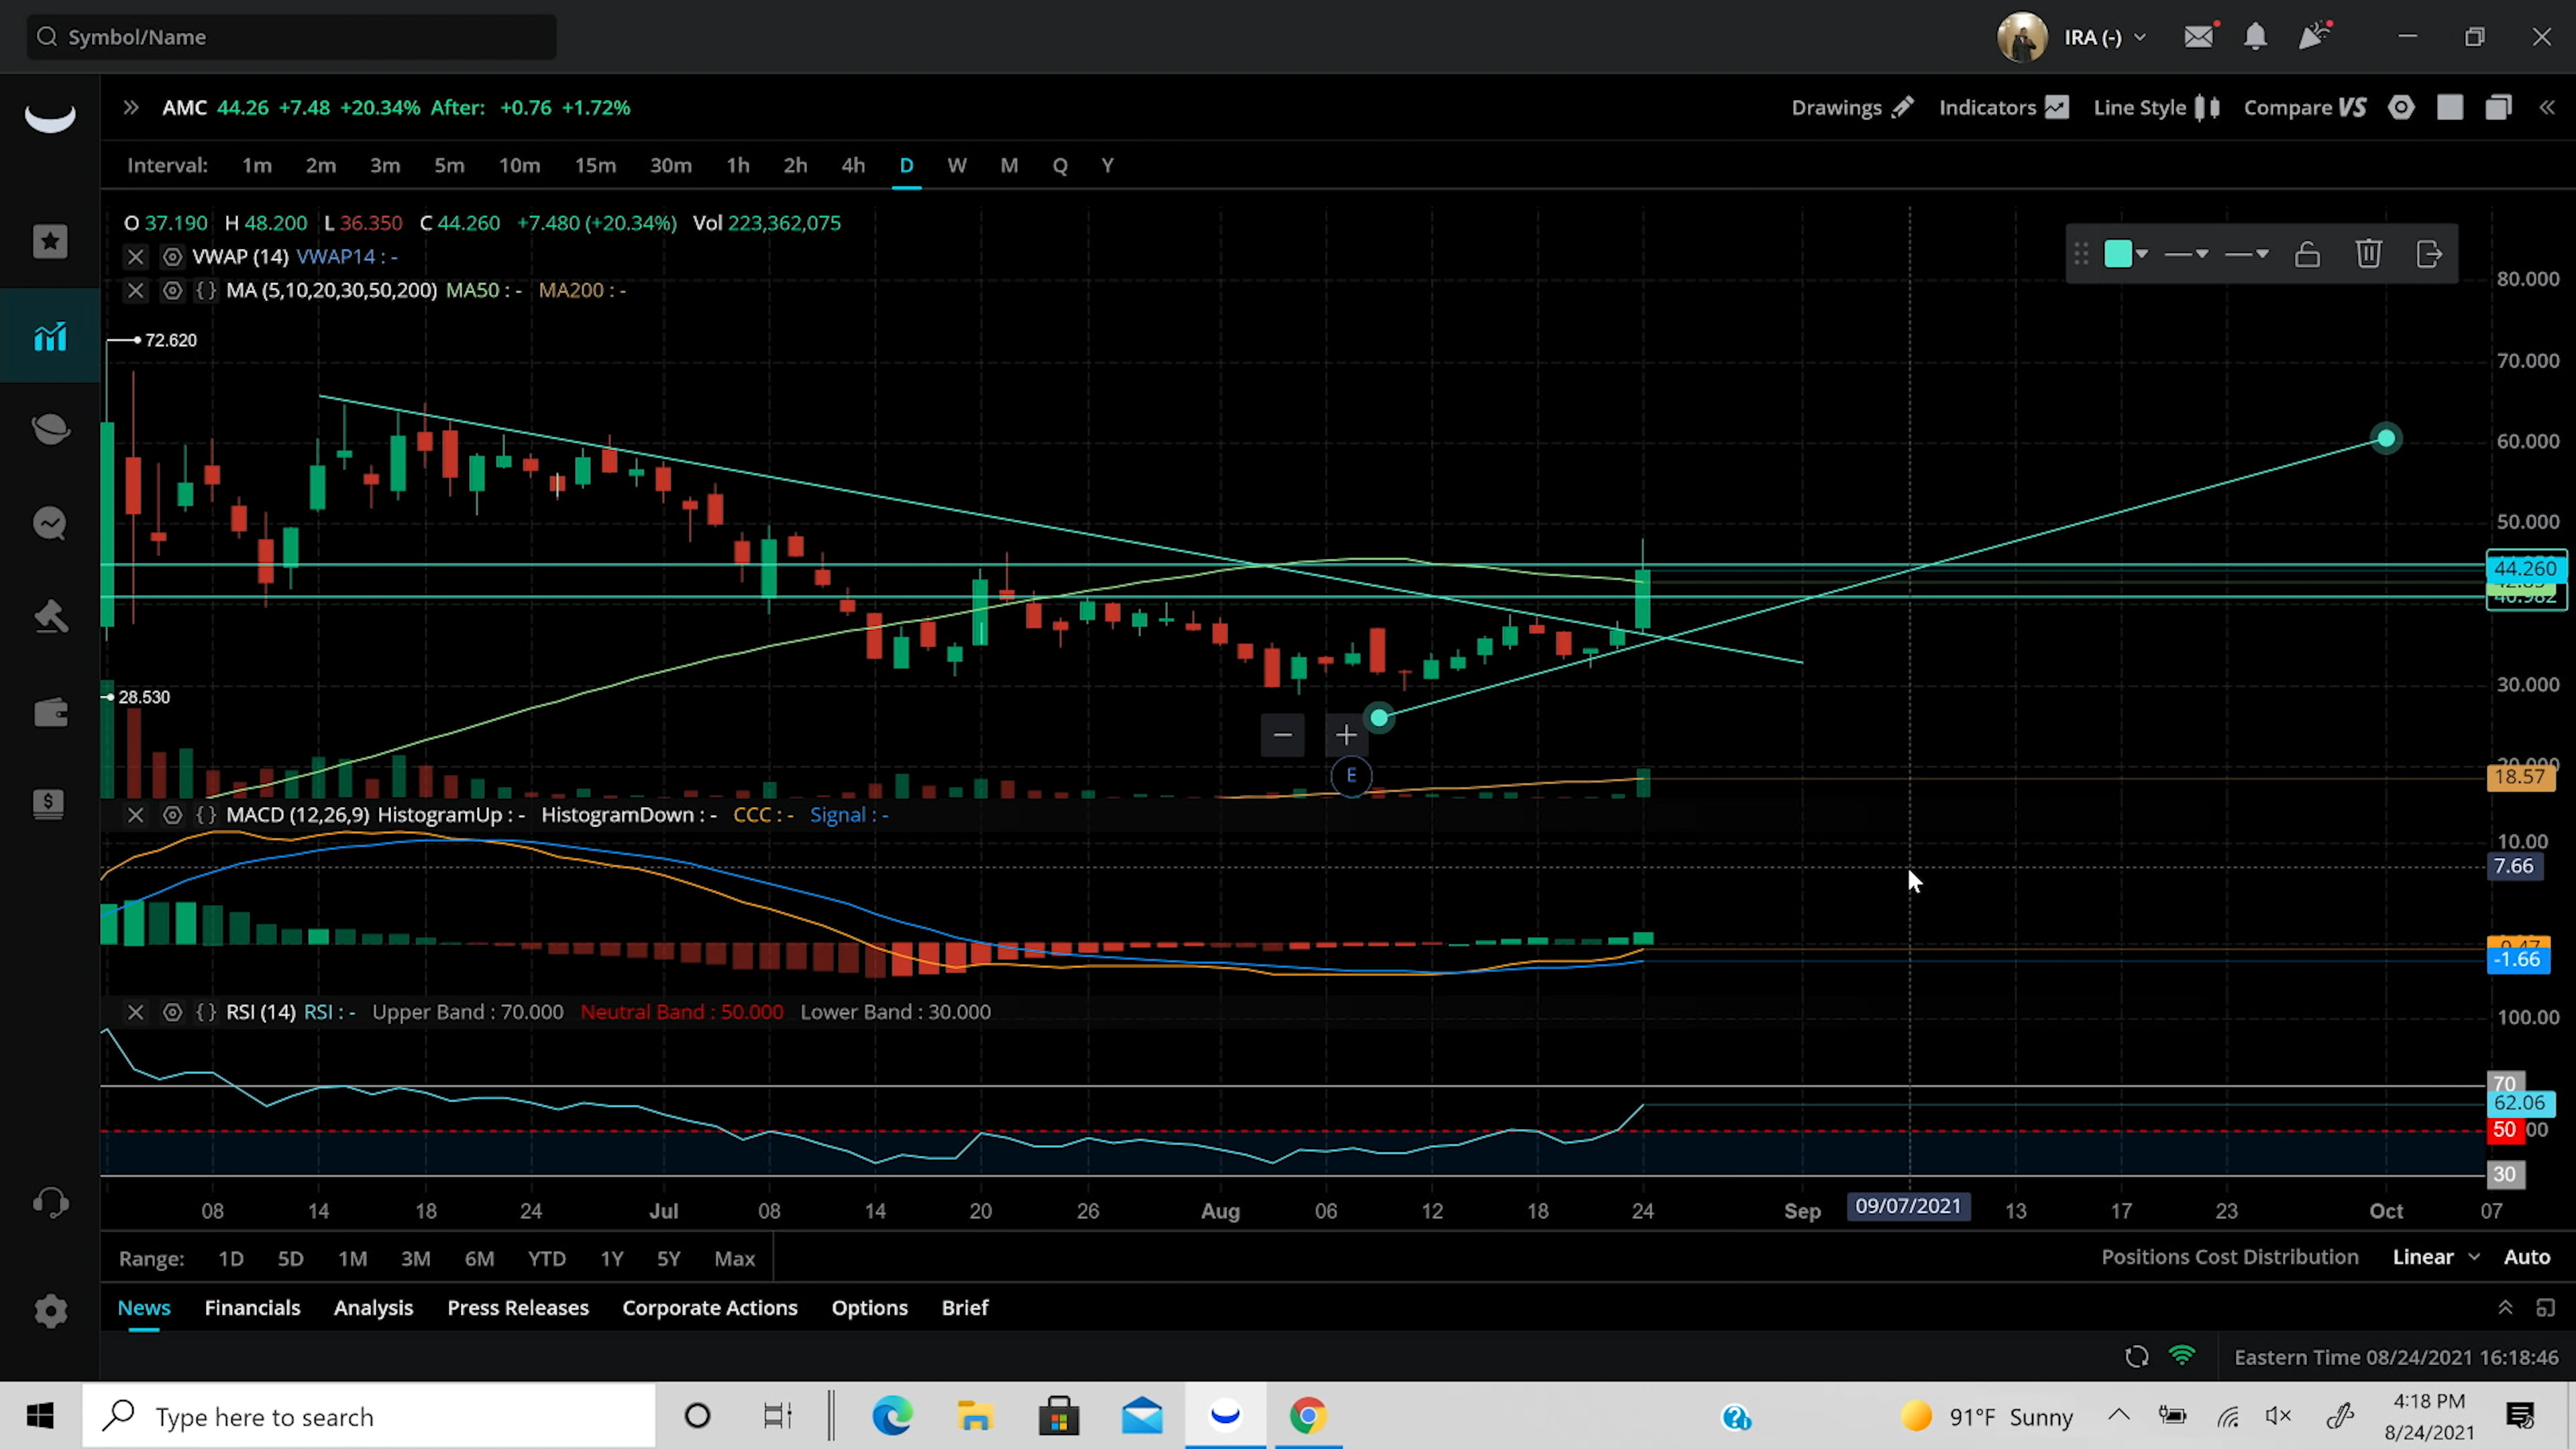 Symbol/Name
IRA (-)
AMC 44.26 +7.48 +20.34% After: +0.76 +1.72%
Drawings Indicators Line Style Compare VS
Interval: 1m 2m 3m 5m 10m 15m 30m 1h 2h 4h D W M Q Y
O 37.190 H 48.200 L 36.350 C 44.260 +7.480 (+20.34%) Vol 223,362,075
VWAP (14) VWAP14 : -
{} MA (5,10,20,30,50,200) MA50 : - MA200 : -
80.000
72.620
70.000
60.000
50.000
44.260
40.982
30.000
28.530
E
18.57
{} MACD (12,26,9) HistogramUp : - HistogramDown : - CCC : - Signal : -
10.00
7.66
-1.66
{} RSI (14) RSI : - Upper Band : 70.000 Neutral Band : 50.000 Lower Band : 30.000
100.00
70
62.06
50
30
08 14 18 24 Jul 08 14 20 26 Aug 06 12 18 24 Sep 09/07/2021 13 17 23 Oct 07
Range: 1D 5D 1M 3M 6M YTD 1Y 5Y Max
Positions Cost Distribution Linear Auto
News Financials Analysis Press Releases Corporate Actions Options Brief
Eastern Time 08/24/2021 16:18:46
Type here to search
91°F Sunny
4:18 PM
8/24/2021